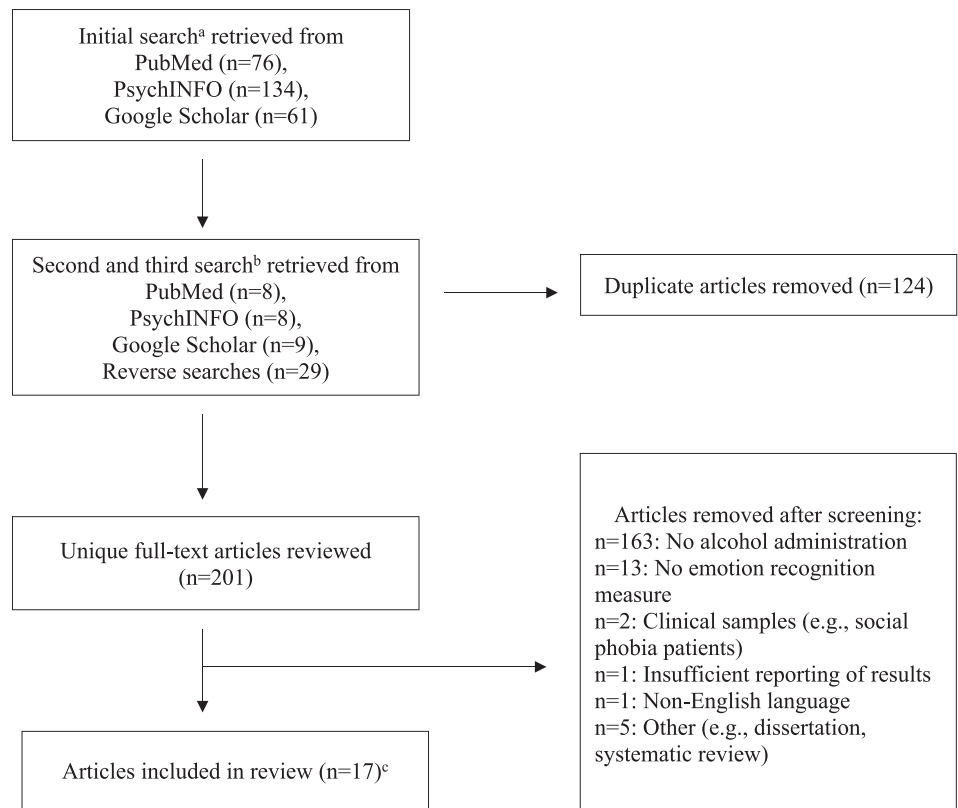 Initial searchᵃ retrieved from
PubMed (n=76),
PsychINFO (n=134),
Google Scholar (n=61)
Second and third searchᵇ retrieved from
PubMed (n=8),
PsychINFO (n=8),
Google Scholar (n=9),
Reverse searches (n=29)
Duplicate articles removed (n=124)
Unique full-text articles reviewed
(n=201)
Articles removed after screening:
n=163: No alcohol administration
n=13: No emotion recognition
measure
n=2: Clinical samples (e.g., social
phobia patients)
n=1: Insufficient reporting of results
n=1: Non-English language
n=5: Other (e.g., dissertation,
systematic review)
Articles included in review (n=17)ᶜ